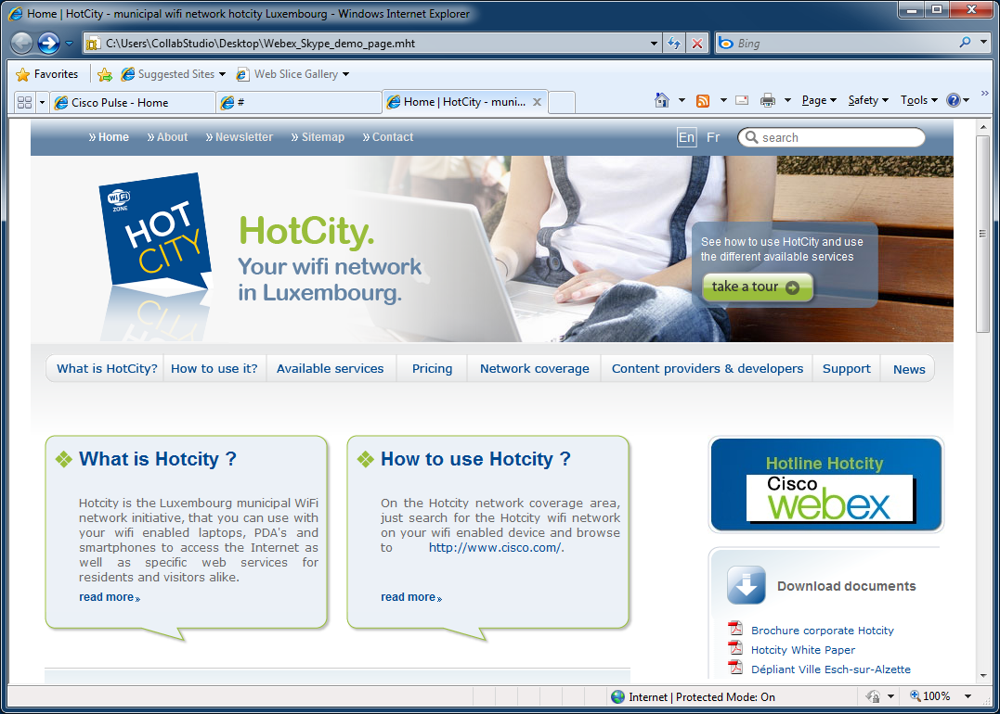 Home | HotCity - municipal wifi network hotcity Luxembourg - Windows Internet Explorer
C:\Users\CollabStudio\Desktop\Webex_Skype_demo_page.mht
Bing
Favorites
Suggested Sites
Web Slice Gallery
Cisco Pulse - Home
#
Home | HotCity - muni...
Page
Safety
Tools
» Home
» About
» Newsletter
» Sitemap
» Contact
En
Fr
search
WiFi
ZONE
HOT
CITY
HotCity.
Your wifi network
in Luxembourg.
See how to use HotCity and use
the different available services
take a tour
What is HotCity?
How to use it?
Available services
Pricing
Network coverage
Content providers & developers
Support
News
What is Hotcity ?
Hotcity is the Luxembourg municipal WiFi
network initiative, that you can use with
your wifi enabled laptops, PDA's and
smartphones to access the Internet as
well as specific web services for
residents and visitors alike.
read more »
How to use Hotcity ?
On the Hotcity network coverage area,
just search for the Hotcity wifi network
on your wifi enabled device and browse
to http://www.cisco.com/.
read more »
Hotline Hotcity
Cisco
webex
Download documents
Brochure corporate Hotcity
Hotcity White Paper
Dépliant Ville Esch-sur-Alzette
Internet | Protected Mode: On
100%